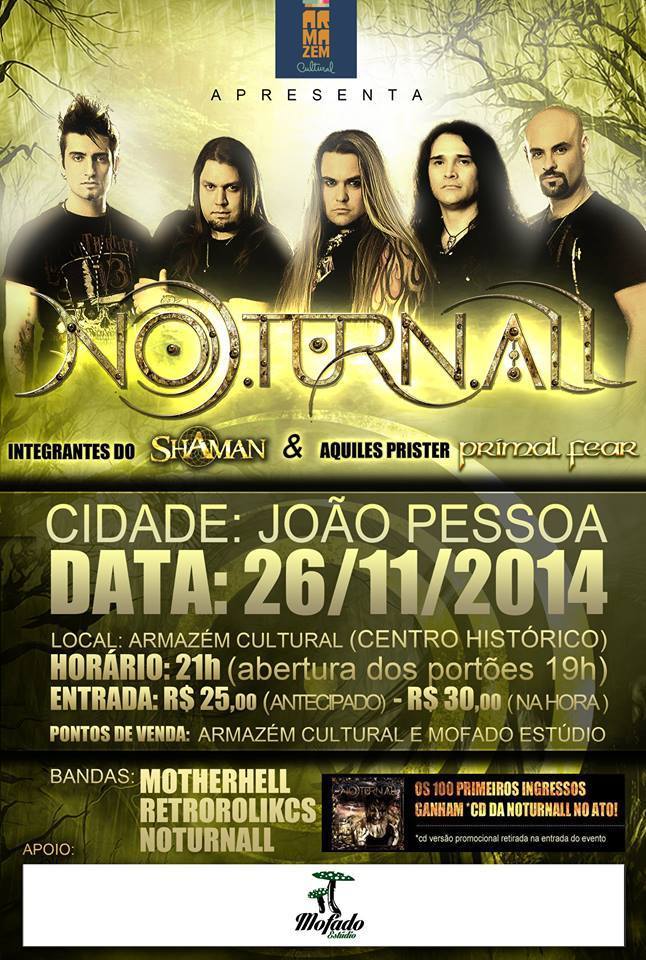 ARMAZEM
Cultural
APRESENTA
NOTURNALL
INTEGRANTES DO SHAMAN & AQUILES PRISTER PRIMAL FEAR
CIDADE: JOÃO PESSOA
DATA: 26/11/2014
LOCAL: ARMAZÉM CULTURAL (CENTRO HISTÓRICO)
HORÁRIO: 21h (abertura dos portões 19h)
ENTRADA: R$ 25,00 (ANTECIPADO) - R$ 30,00 (NA HORA)
PONTOS DE VENDA: ARMAZÉM CULTURAL E MOFADO ESTÚDIO
BANDAS: MOTHERHELL
RETROROLIKCS
NOTURNALL
NOTURNALL
OS 100 PRIMEIROS INGRESSOS
GANHAM *CD DA NOTURNALL NO ATO!
*cd versão promocional retirada na entrada do evento
APOIO:
Mofado
Estúdio